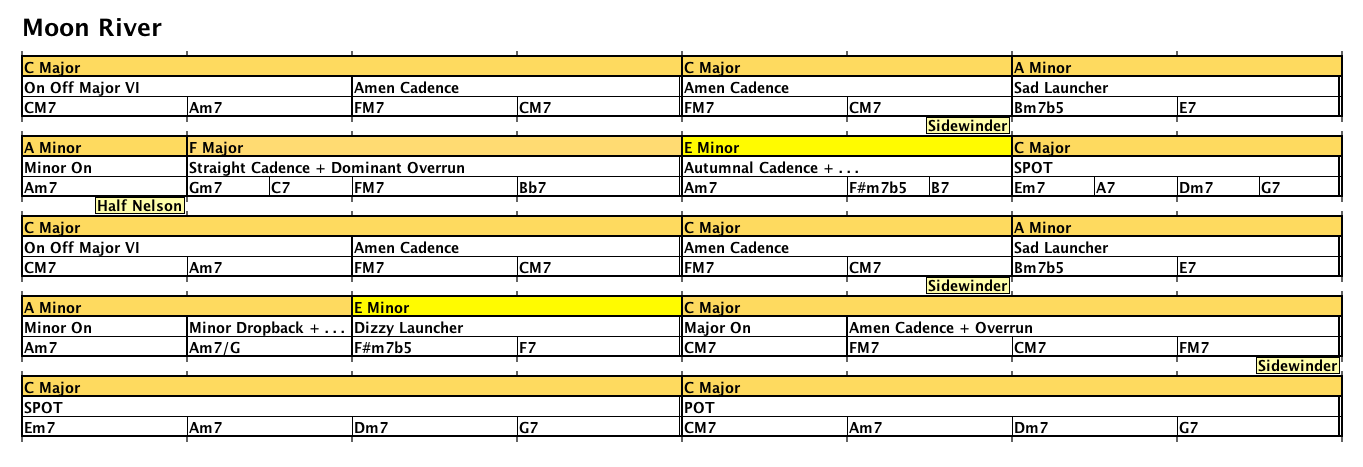 Moon River
C Major C Major A Minor
On Off Major VI Amen Cadence Amen Cadence Sad Launcher
CM7 Am7 FM7 CM7 FM7 CM7 Bm7b5 E7
Sidewinder
A Minor F Major E Minor C Major
Minor On Straight Cadence + Dominant Overrun Autumnal Cadence + . . . SPOT
Am7 Gm7 C7 FM7 Bb7 Am7 F#m7b5 B7 Em7 A7 Dm7 G7
Half Nelson
C Major C Major A Minor
On Off Major VI Amen Cadence Amen Cadence Sad Launcher
CM7 Am7 FM7 CM7 FM7 CM7 Bm7b5 E7
Sidewinder
A Minor E Minor C Major
Minor On Minor Dropback + . . . Dizzy Launcher Major On Amen Cadence + Overrun
Am7 Am7/G F#m7b5 F7 CM7 FM7 CM7 FM7
Sidewinder
C Major C Major
SPOT POT
Em7 Am7 Dm7 G7 CM7 Am7 Dm7 G7